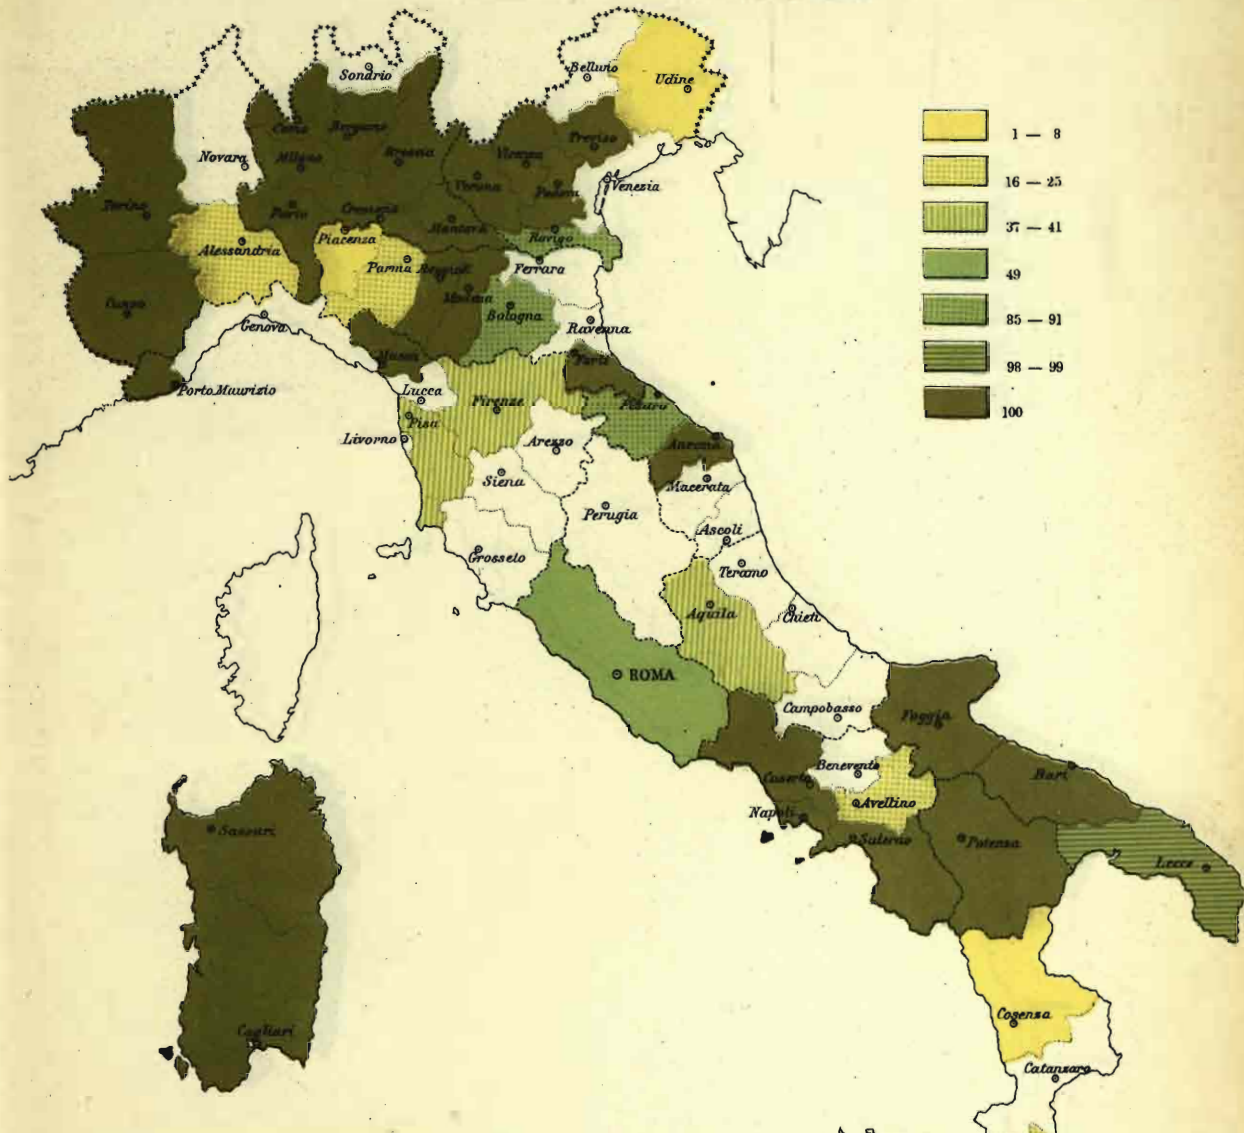 Sondrio
Belluno
Udine
Como
Bergamo
Treviso
1 — 8
Novara
Milano
Brescia
Vicenza
16 — 25
Verona
Padova
Venezia
Torino
Pavia
Cremona
Mantova
37 — 41
Alessandria
Piacenza
Rovigo
Parma
Reggio E.
Ferrara
49
Cuneo
Modena
Bologna
85 — 91
Genova
Ravenna
Massa
Forlì
98 — 99
Porto Maurizio
Lucca
Firenze
Pesaro
100
Pisa
Livorno
Arezzo
Ancona
Siena
Macerata
Perugia
Ascoli
Grosseto
Teramo
Aquila
Chieti
ROMA
Campobasso
Foggia
Benevento
Caserta
Bari
Avellino
Napoli
Sassari
Salerno
Potenza
Lecce
Cosenza
Cagliari
Catanzaro